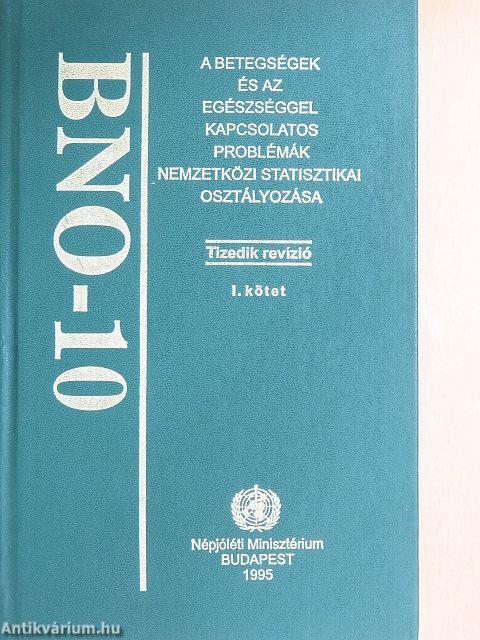 BNO-10
A BETEGSÉGEK
ÉS AZ
EGÉSZSÉGGEL
KAPCSOLATOS
PROBLÉMÁK
NEMZETKÖZI STATISZTIKAI
OSZTÁLYOZÁSA
Tizedik revízió
I. kötet
Népjóléti Minisztérium
BUDAPEST
1995
Antikvárium.hu